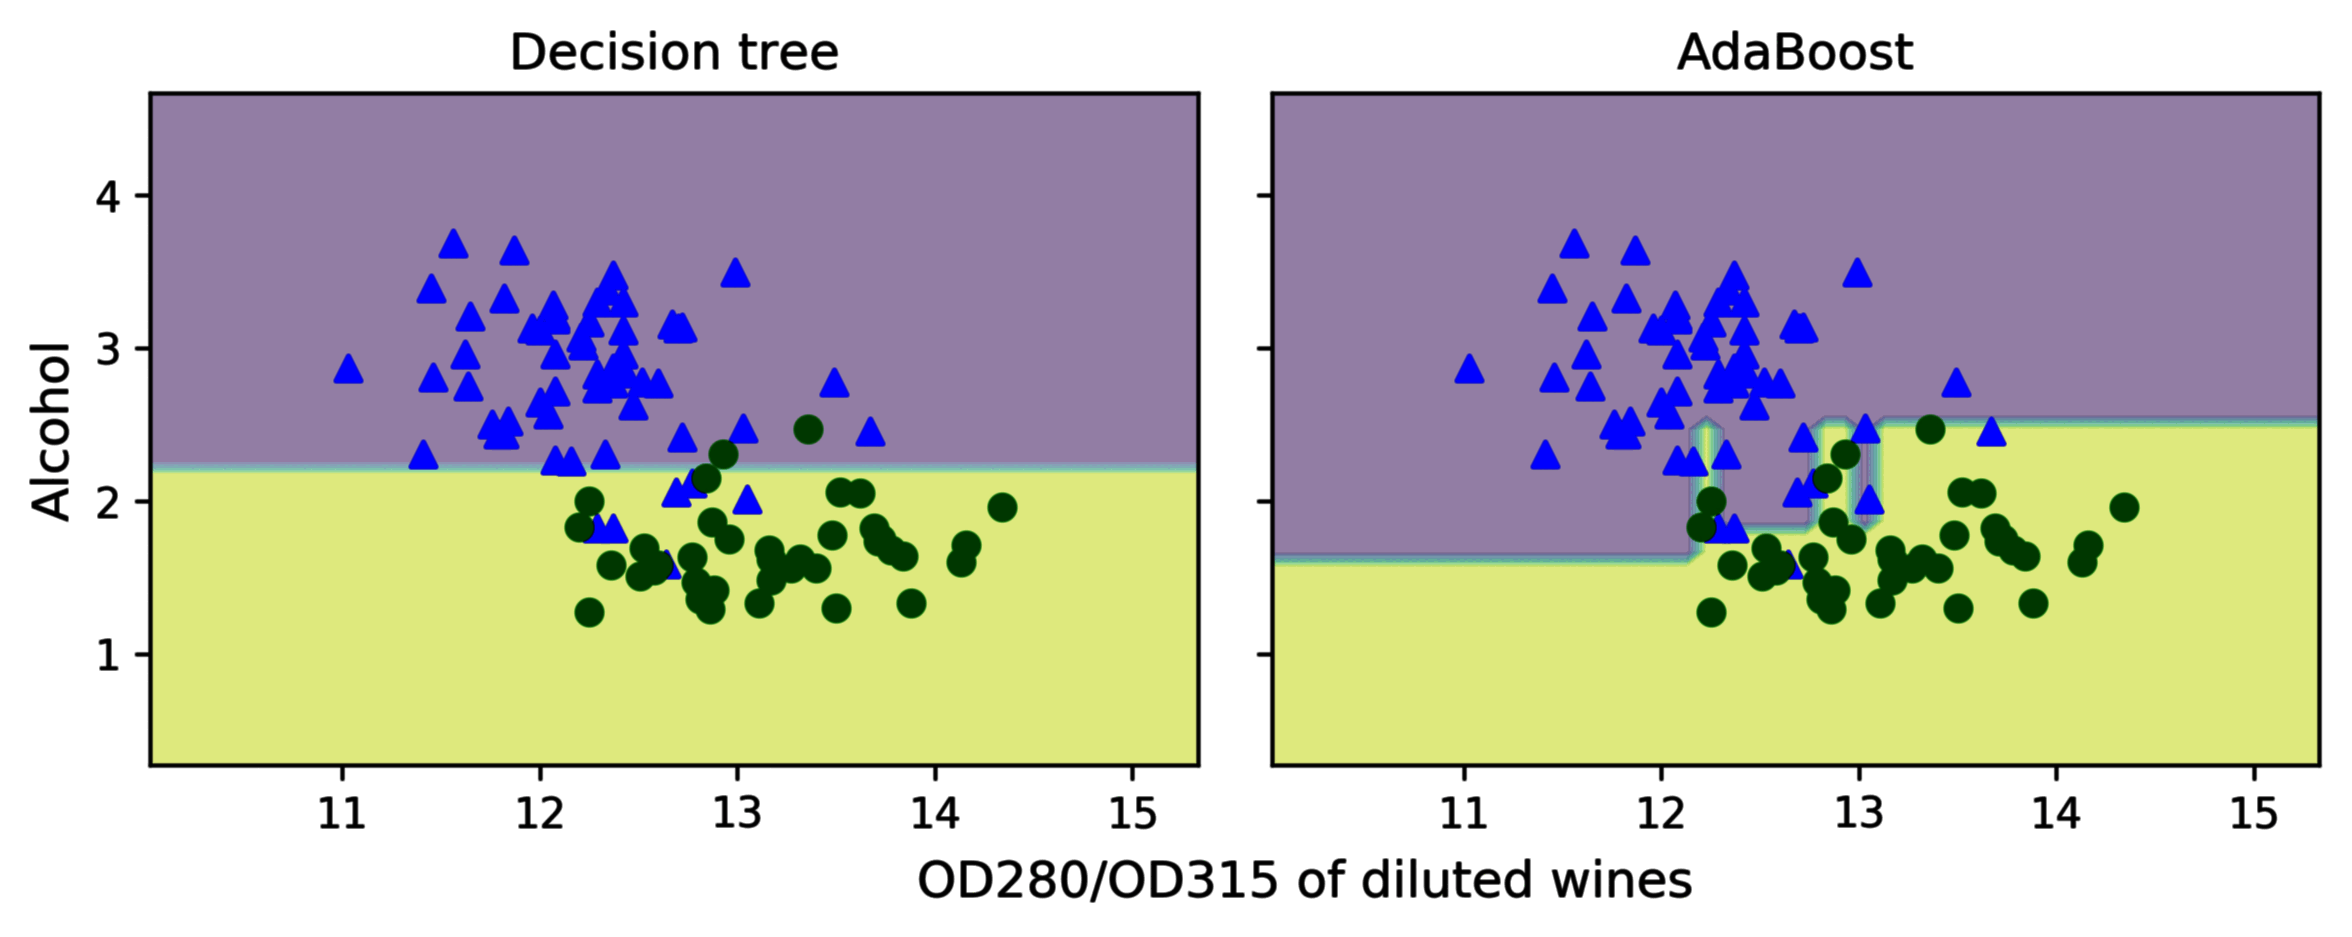 Decision tree
AdaBoost
Alcohol
4
3
2
1
11 12 13 14 15
11 12 13 14 15
OD280/OD315 of diluted wines